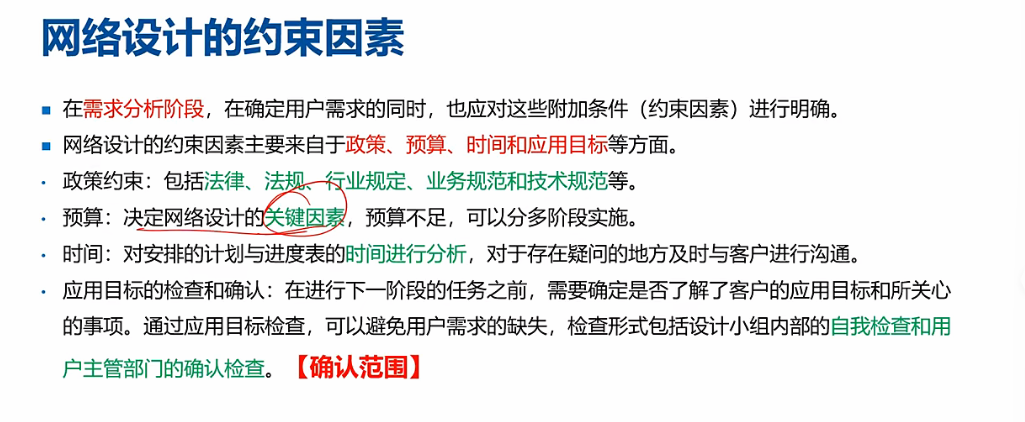 网络设计的约束因素
■ 在需求分析阶段，在确定用户需求的同时，也应对这些附加条件（约束因素）进行明确。
■ 网络设计的约束因素主要来自于政策、预算、时间和应用目标等方面。
· 政策约束：包括法律、法规、行业规定、业务规范和技术规范等。
· 预算：决定网络设计的关键因素，预算不足，可以分多阶段实施。
· 时间：对安排的计划与进度表的时间进行分析，对于存在疑问的地方及时与客户进行沟通。
· 应用目标的检查和确认：在进行下一阶段的任务之前，需要确定是否了解了客户的应用目标和所关心
的事项。通过应用目标检查，可以避免用户需求的缺失，检查形式包括设计小组内部的自我检查和用
户主管部门的确认检查。【确认范围】